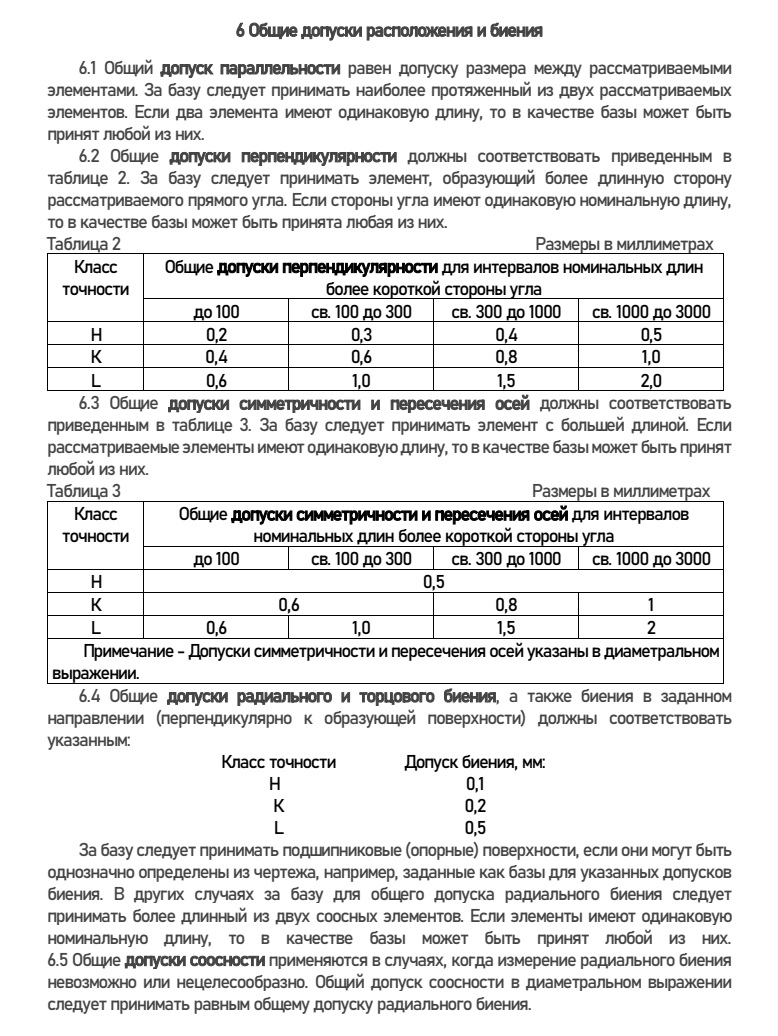 6 Общие допуски расположения и биения
6.1 Общий допуск параллельности равен допуску размера между рассматриваемыми
элементами. За базу следует принимать наиболее протяженный из двух рассматриваемых
элементов. Если два элемента имеют одинаковую длину, то в качестве базы может быть
принят любой из них.
6.2 Общие допуски перпендикулярности должны соответствовать приведенным в
таблице 2. За базу следует принимать элемент, образующий более длинную сторону
рассматриваемого прямого угла. Если стороны угла имеют одинаковую номинальную длину,
то в качестве базы может быть принята любая из них.
Таблица 2 Размеры в миллиметрах
Класс точности Общие допуски перпендикулярности для интервалов номинальных длин
более короткой стороны угла
до 100 св. 100 до 300 св. 300 до 1000 св. 1000 до 3000
H 0,2 0,3 0,4 0,5
K 0,4 0,6 0,8 1,0
L 0,6 1,0 1,5 2,0
6.3 Общие допуски симметричности и пересечения осей должны соответствовать
приведенным в таблице 3. За базу следует принимать элемент с большей длиной. Если
рассматриваемые элементы имеют одинаковую длину, то в качестве базы может быть принят
любой из них.
Таблица 3 Размеры в миллиметрах
Класс точности Общие допуски симметричности и пересечения осей для интервалов
номинальных длин более короткой стороны угла
до 100 св. 100 до 300 св. 300 до 1000 св. 1000 до 3000
H 0,5
K 0,6 0,8 1
L 0,6 1,0 1,5 2
Примечание - Допуски симметричности и пересечения осей указаны в диаметральном
выражении.
6.4 Общие допуски радиального и торцового биения, а также биения в заданном
направлении (перпендикулярно к образующей поверхности) должны соответствовать
указанным:
Класс точности Допуск биения, мм:
H 0,1
K 0,2
L 0,5
За базу следует принимать подшипниковые (опорные) поверхности, если они могут быть
однозначно определены из чертежа, например, заданные как базы для указанных допусков
биения. В других случаях за базу для общего допуска радиального биения следует
принимать более длинный из двух соосных элементов. Если элементы имеют одинаковую
номинальную длину, то в качестве базы может быть принят любой из них.
6.5 Общие допуски соосности применяются в случаях, когда измерение радиального биения
невозможно или нецелесообразно. Общий допуск соосности в диаметральном выражении
следует принимать равным общему допуску радиального биения.